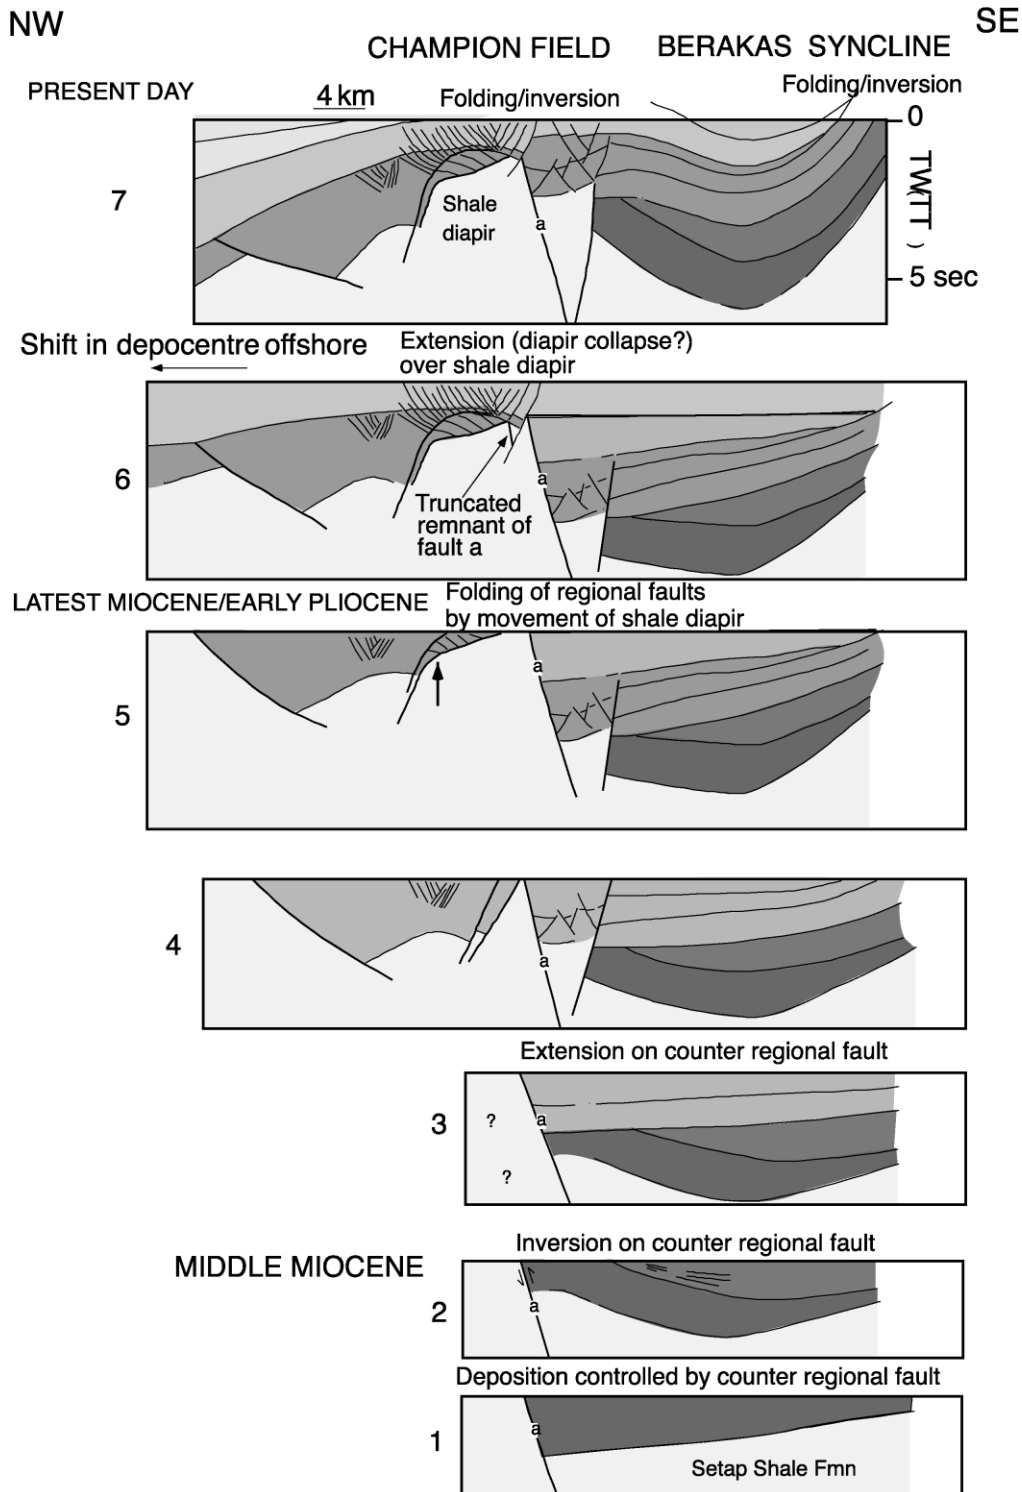 NW
SE
CHAMPION FIELD
BERAKAS SYNCLINE
PRESENT DAY
4 km
Folding/inversion
Folding/inversion
0
7
Shale
diapir
a
TWTT
)
5 sec
Shift in depocentre offshore
Extension (diapir collapse?)
over shale diapir
6
a
Truncated
remnant of
fault a
LATEST MIOCENE/EARLY PLIOCENE
Folding of regional faults
by movement of shale diapir
a
5
4
a
Extension on counter regional fault
3
?
a
?
Inversion on counter regional fault
MIDDLE MIOCENE
2
a
Deposition controlled by counter regional fault
1
a
Setap Shale Fmn